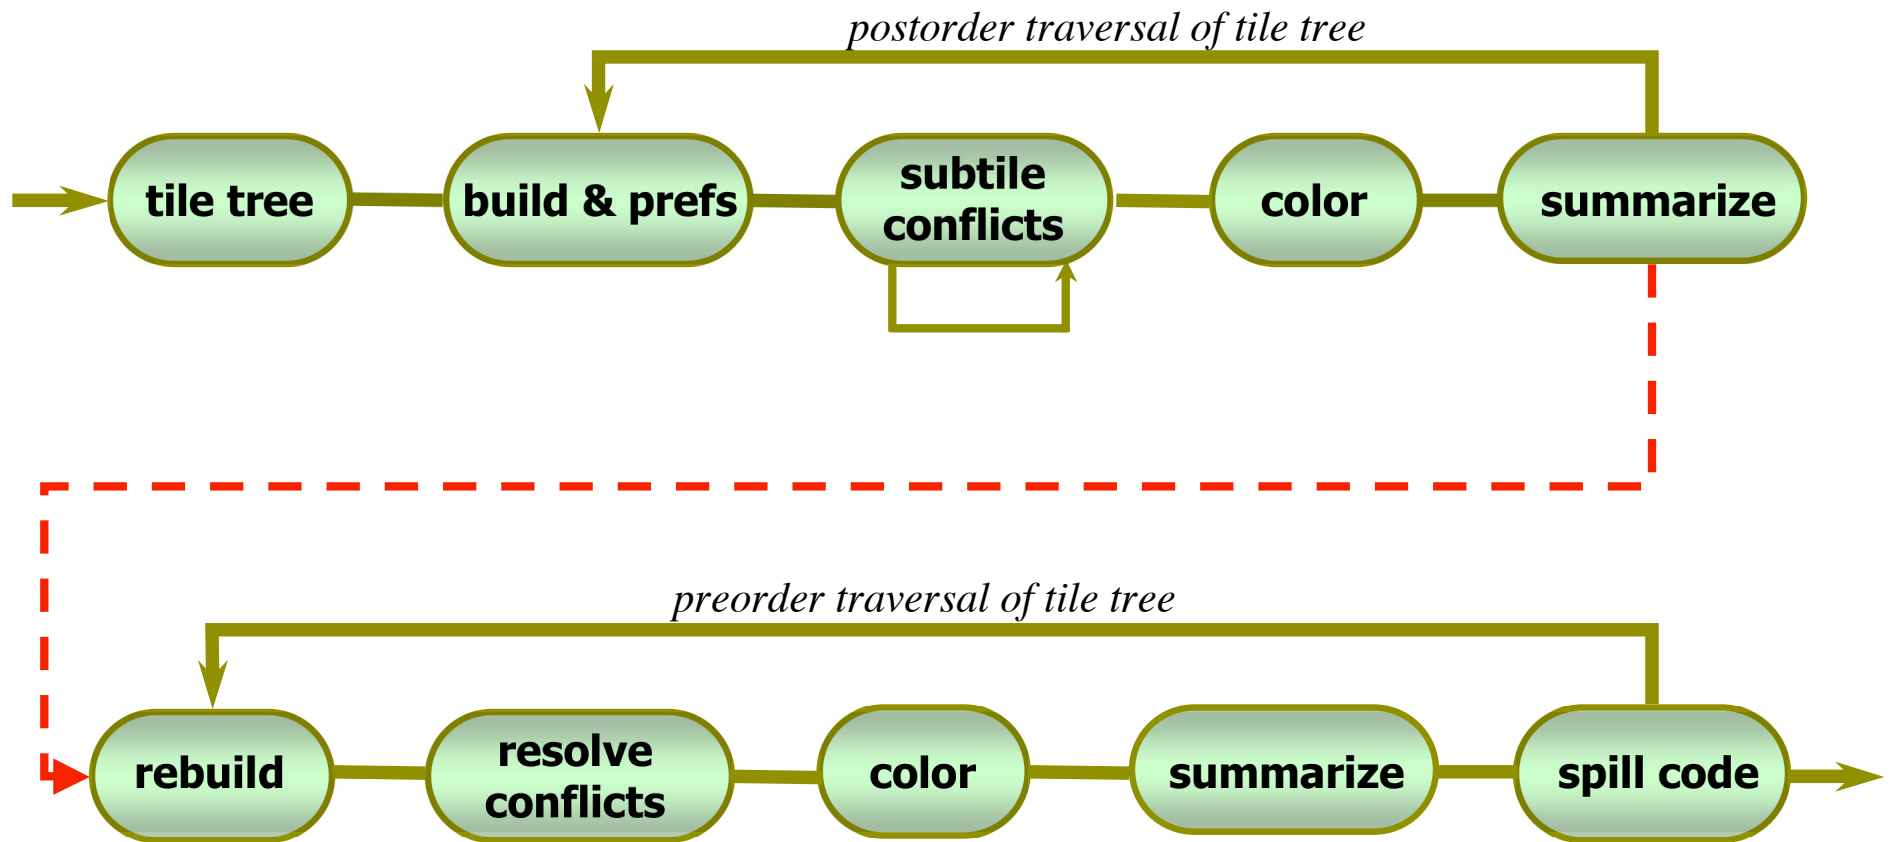 postorder traversal of tile tree
tile tree
build & prefs
subtile
conflicts
color
summarize
preorder traversal of tile tree
rebuild
resolve
conflicts
color
summarize
spill code